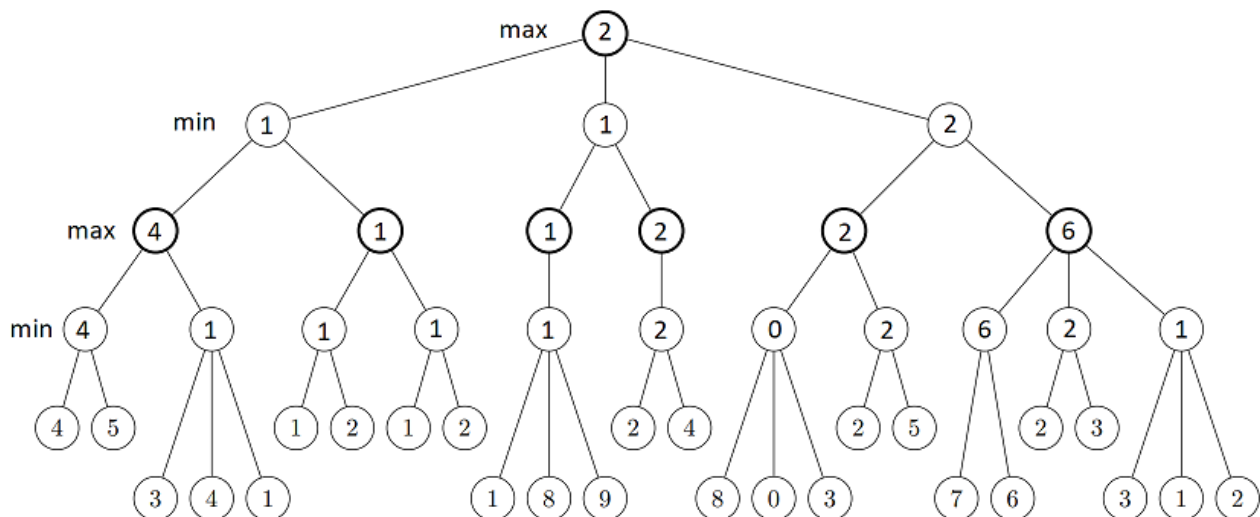 max 2
min 1 1 2
max 4 1 1 2 2 6
min 4 1 1 1 1 2 0 2 6 2 1
4 5 1 2 1 2 2 4 2 5 2 3
3 4 1 1 8 9 8 0 3 7 6 3 1 2